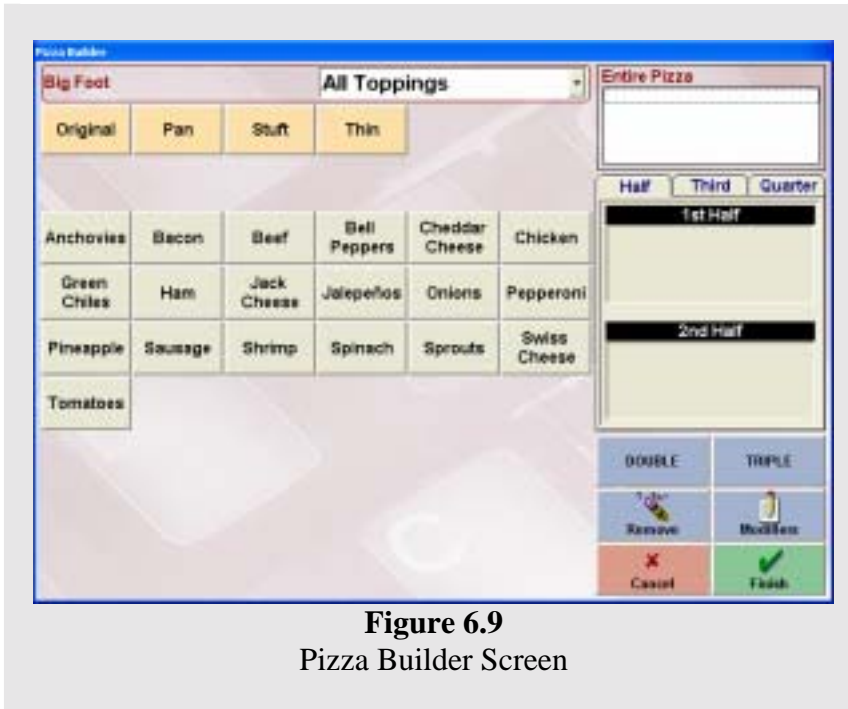 Pizza Builder
Big Foot
All Toppings
Original Pan Stuft Thin
Anchovies Bacon Beef Bell Peppers Cheddar Cheese Chicken
Green Chiles Ham Jack Cheese Jalepeños Onions Pepperoni
Pineapple Sausage Shrimp Spinach Sprouts Swiss Cheese
Tomatoes
Entire Pizza
Half Third Quarter
1st Half
2nd Half
DOUBLE TRIPLE
Remove Modifiers
Cancel Finish
Figure 6.9
Pizza Builder Screen